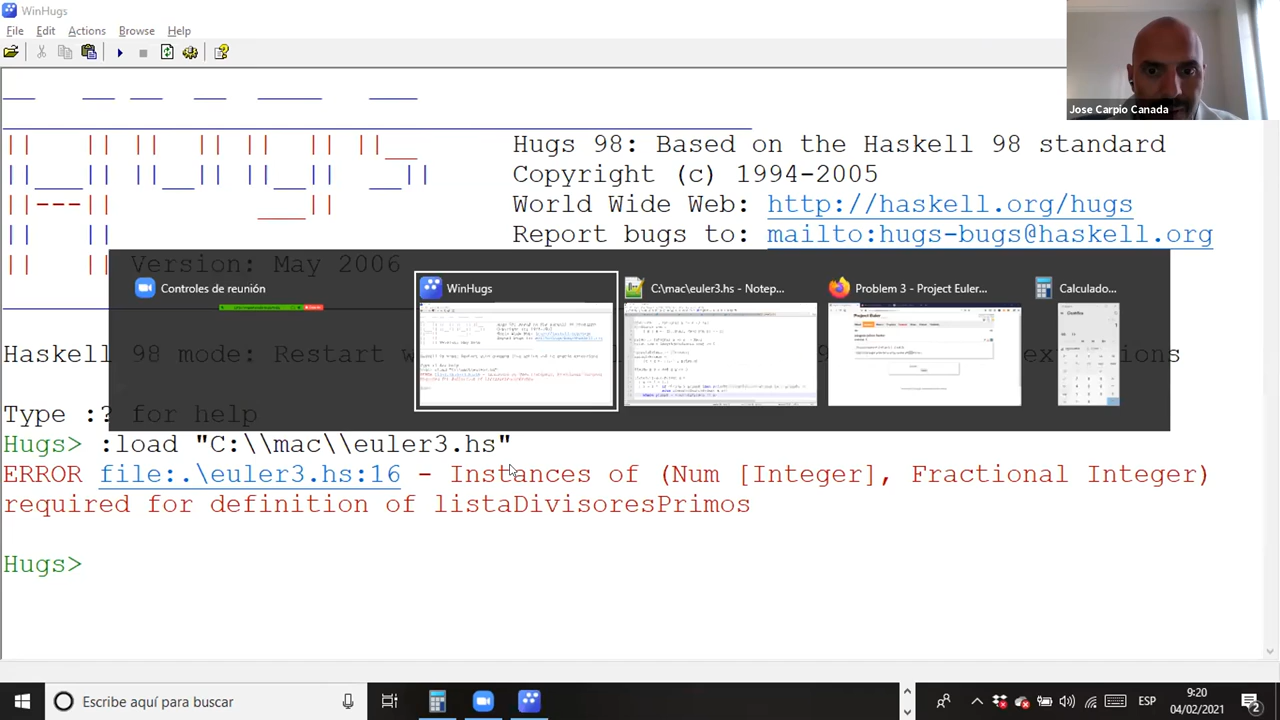 WinHugs
File Edit Actions Browse Help
Jose Carpio Canada
Hugs 98: Based on the Haskell 98 standard
Copyright (c) 1994-2005
World Wide Web: http://haskell.org/hugs
Report bugs to: mailto:hugs-bugs@haskell.org
Version: May 2006
Controles de reunión
WinHugs
C:\mac\euler3.hs - Notep...
Problem 3 - Project Euler...
Calculado...
Haskell 98 mode: Restart
Type :? for help
Hugs> :load "C:\\mac\\euler3.hs"
ERROR file:.\euler3.hs:16 - Instances of (Num [Integer], Fractional Integer)
required for definition of listaDivisoresPrimos
Hugs>
Escribe aquí para buscar
ESP
9:20
04/02/2021
2